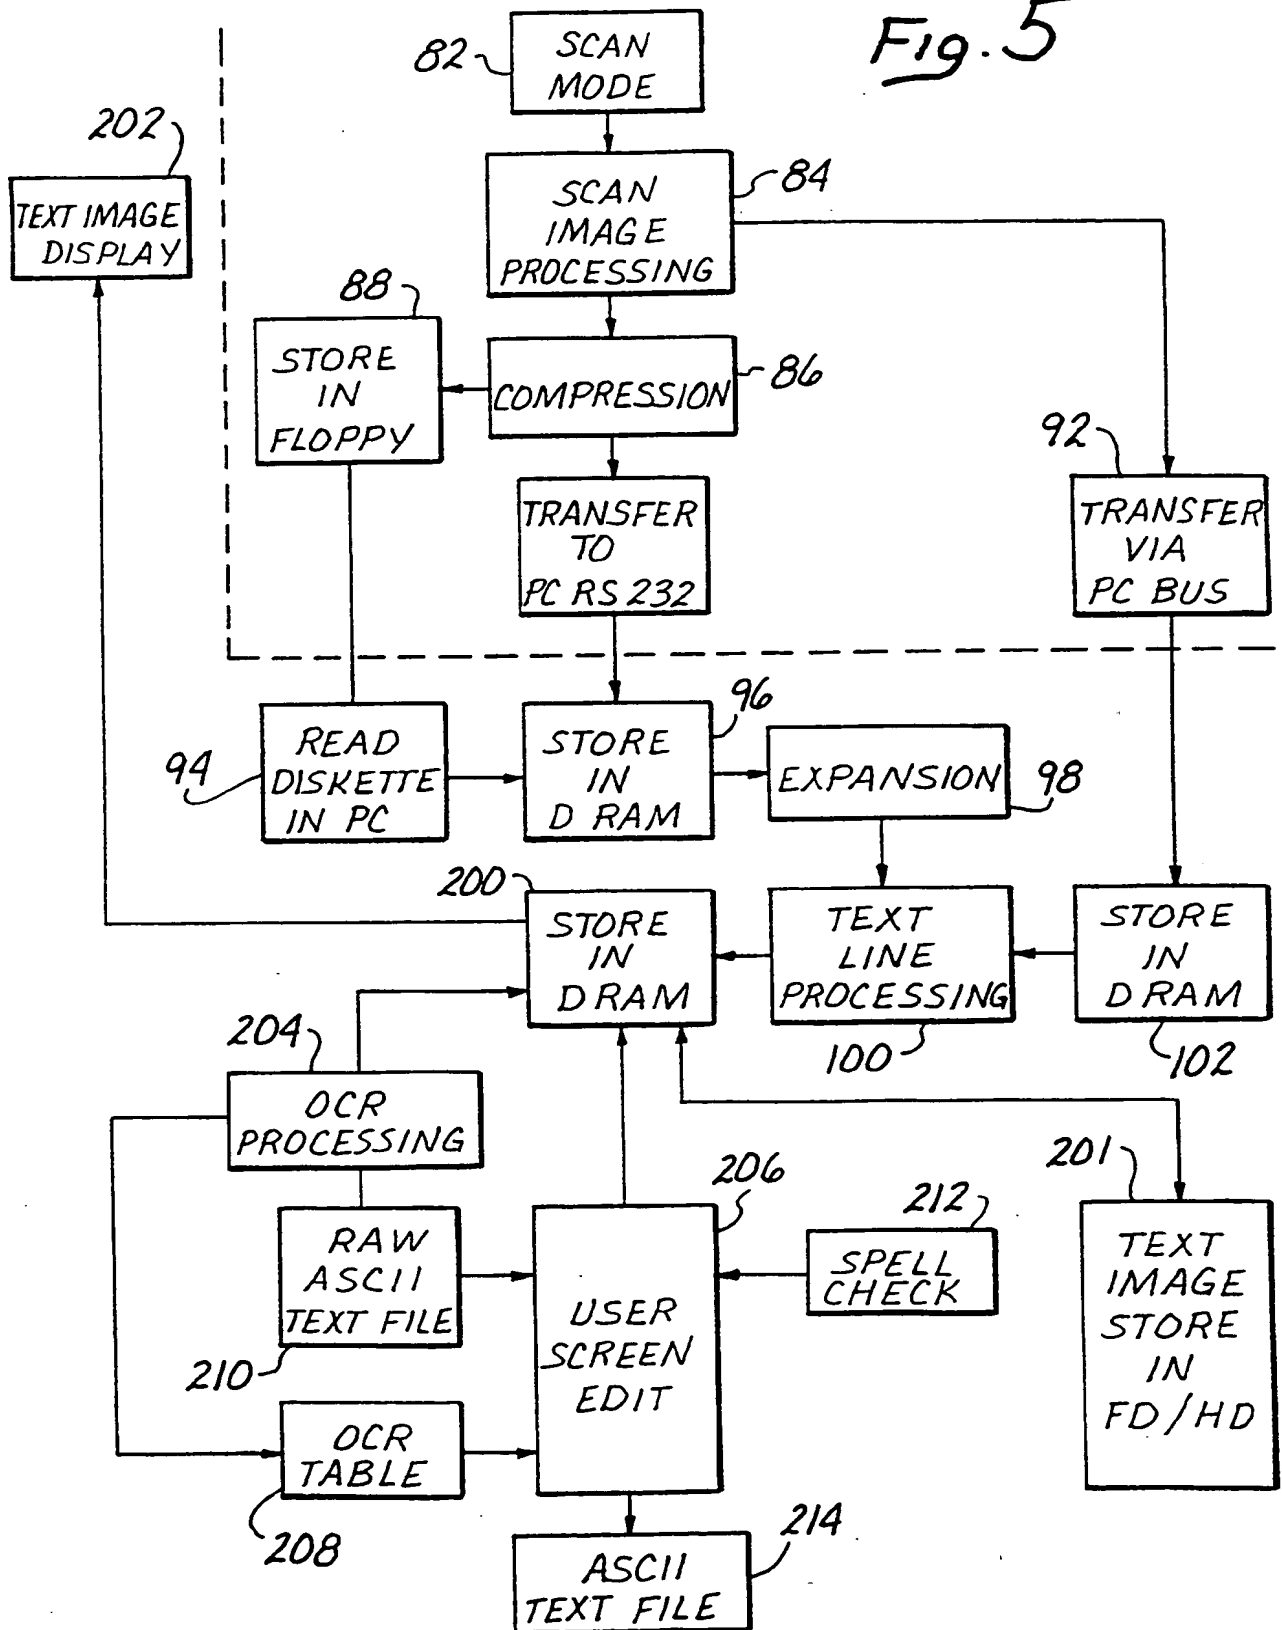 Fig. 5
82
SCAN
MODE
202
TEXT IMAGE
DISPLAY
84
SCAN
IMAGE
PROCESSING
88
STORE
IN
FLOPPY
86
COMPRESSION
92
TRANSFER
TO
PC RS 232
TRANSFER
VIA
PC BUS
94
READ
DISKETTE
IN PC
96
STORE
IN
D RAM
EXPANSION
98
200
STORE
IN
DRAM
TEXT
LINE
PROCESSING
100
STORE
IN
D RAM
102
204
OCR
PROCESSING
206
212
201
RAW
ASCII
TEXT FILE
210
USER
SCREEN
EDIT
SPELL
CHECK
TEXT
IMAGE
STORE
IN
FD/HD
OCR
TABLE
208
214
ASCII
TEXT FILE